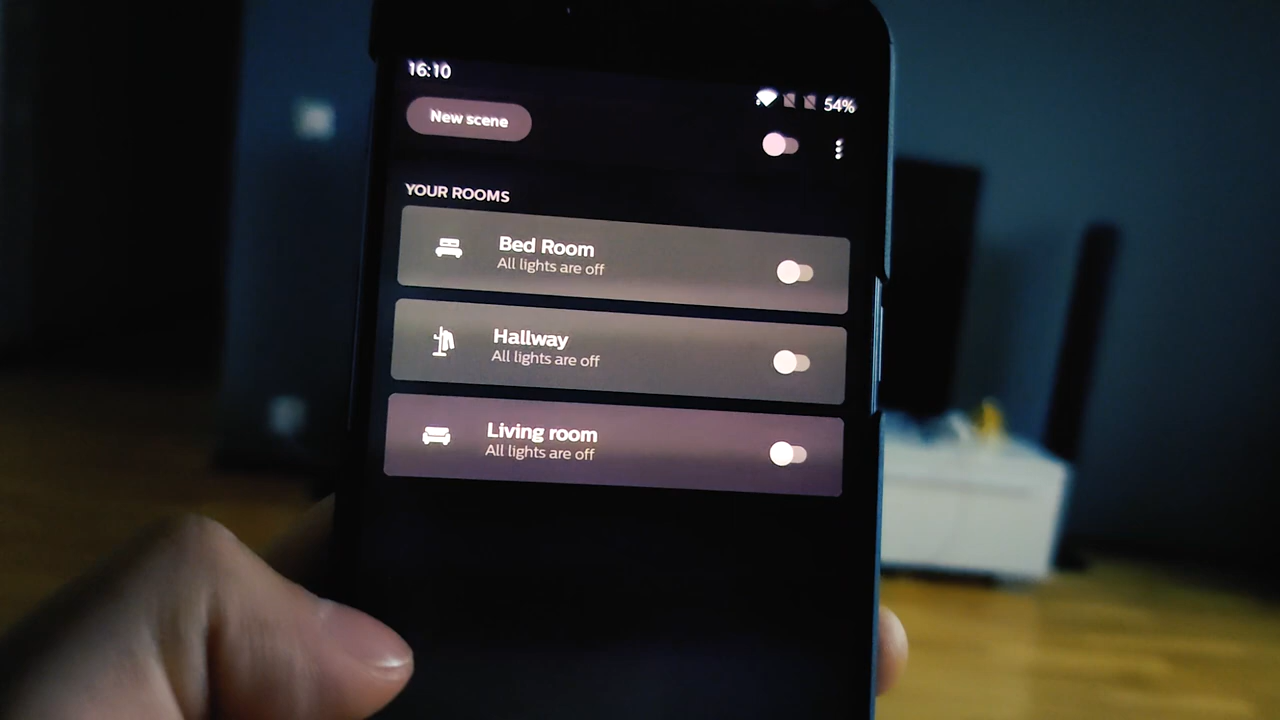 16:10
54%
New scene
YOUR ROOMS
Bed Room
All lights are off
Hallway
All lights are off
Living room
All lights are off